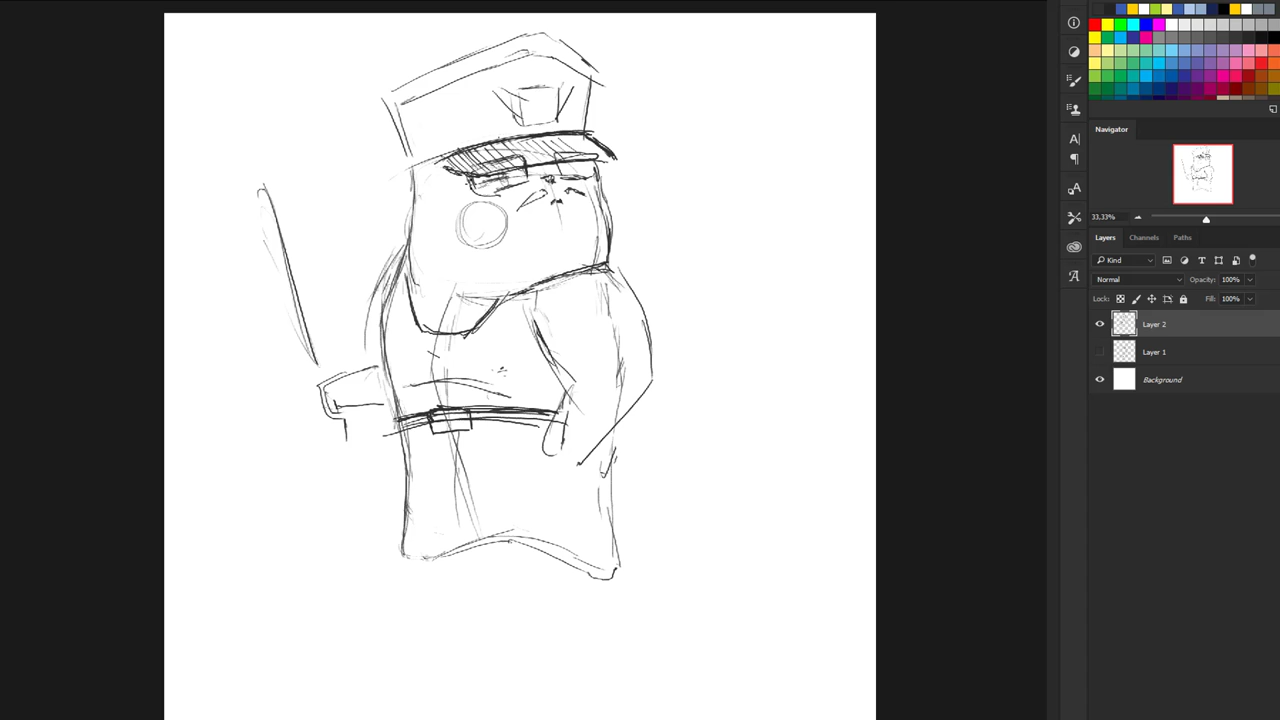 Navigator
33,33%
Layers Channels Paths
Kind
Normal Opacity: 100%
Lock: Fill: 100%
Layer 2
Layer 1
Background